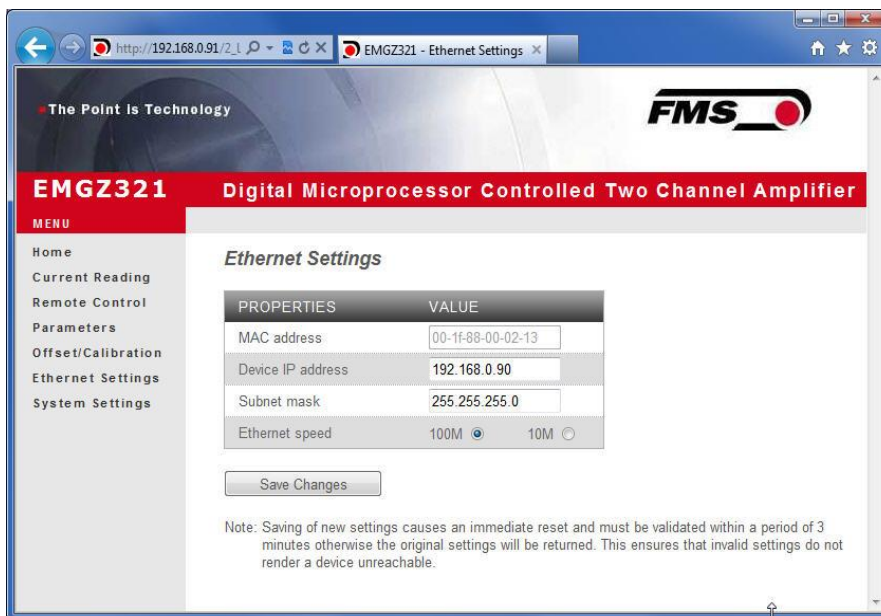 http://192.168.0.91/2_L
EMGZ321 - Ethernet Settings
The Point is Technology
FMS
EMGZ321
Digital Microprocessor Controlled Two Channel Amplifier
MENU
Home
Current Reading
Remote Control
Parameters
Offset/Calibration
Ethernet Settings
System Settings
Ethernet Settings
PROPERTIES VALUE
MAC address 00-1f-88-00-02-13
Device IP address 192.168.0.90
Subnet mask 255.255.255.0
Ethernet speed 100M 10M
Save Changes
Note: Saving of new settings causes an immediate reset and must be validated within a period of 3
minutes otherwise the original settings will be returned. This ensures that invalid settings do not
render a device unreachable.